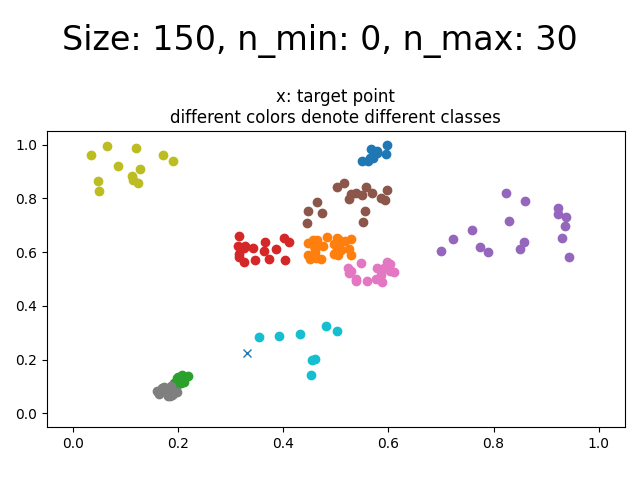 Size: 150, n_min: 0, n_max: 30
x: target point
different colors denote different classes
1.0
0.8
0.6
0.4
0.2
0.0
0.0 0.2 0.4 0.6 0.8 1.0